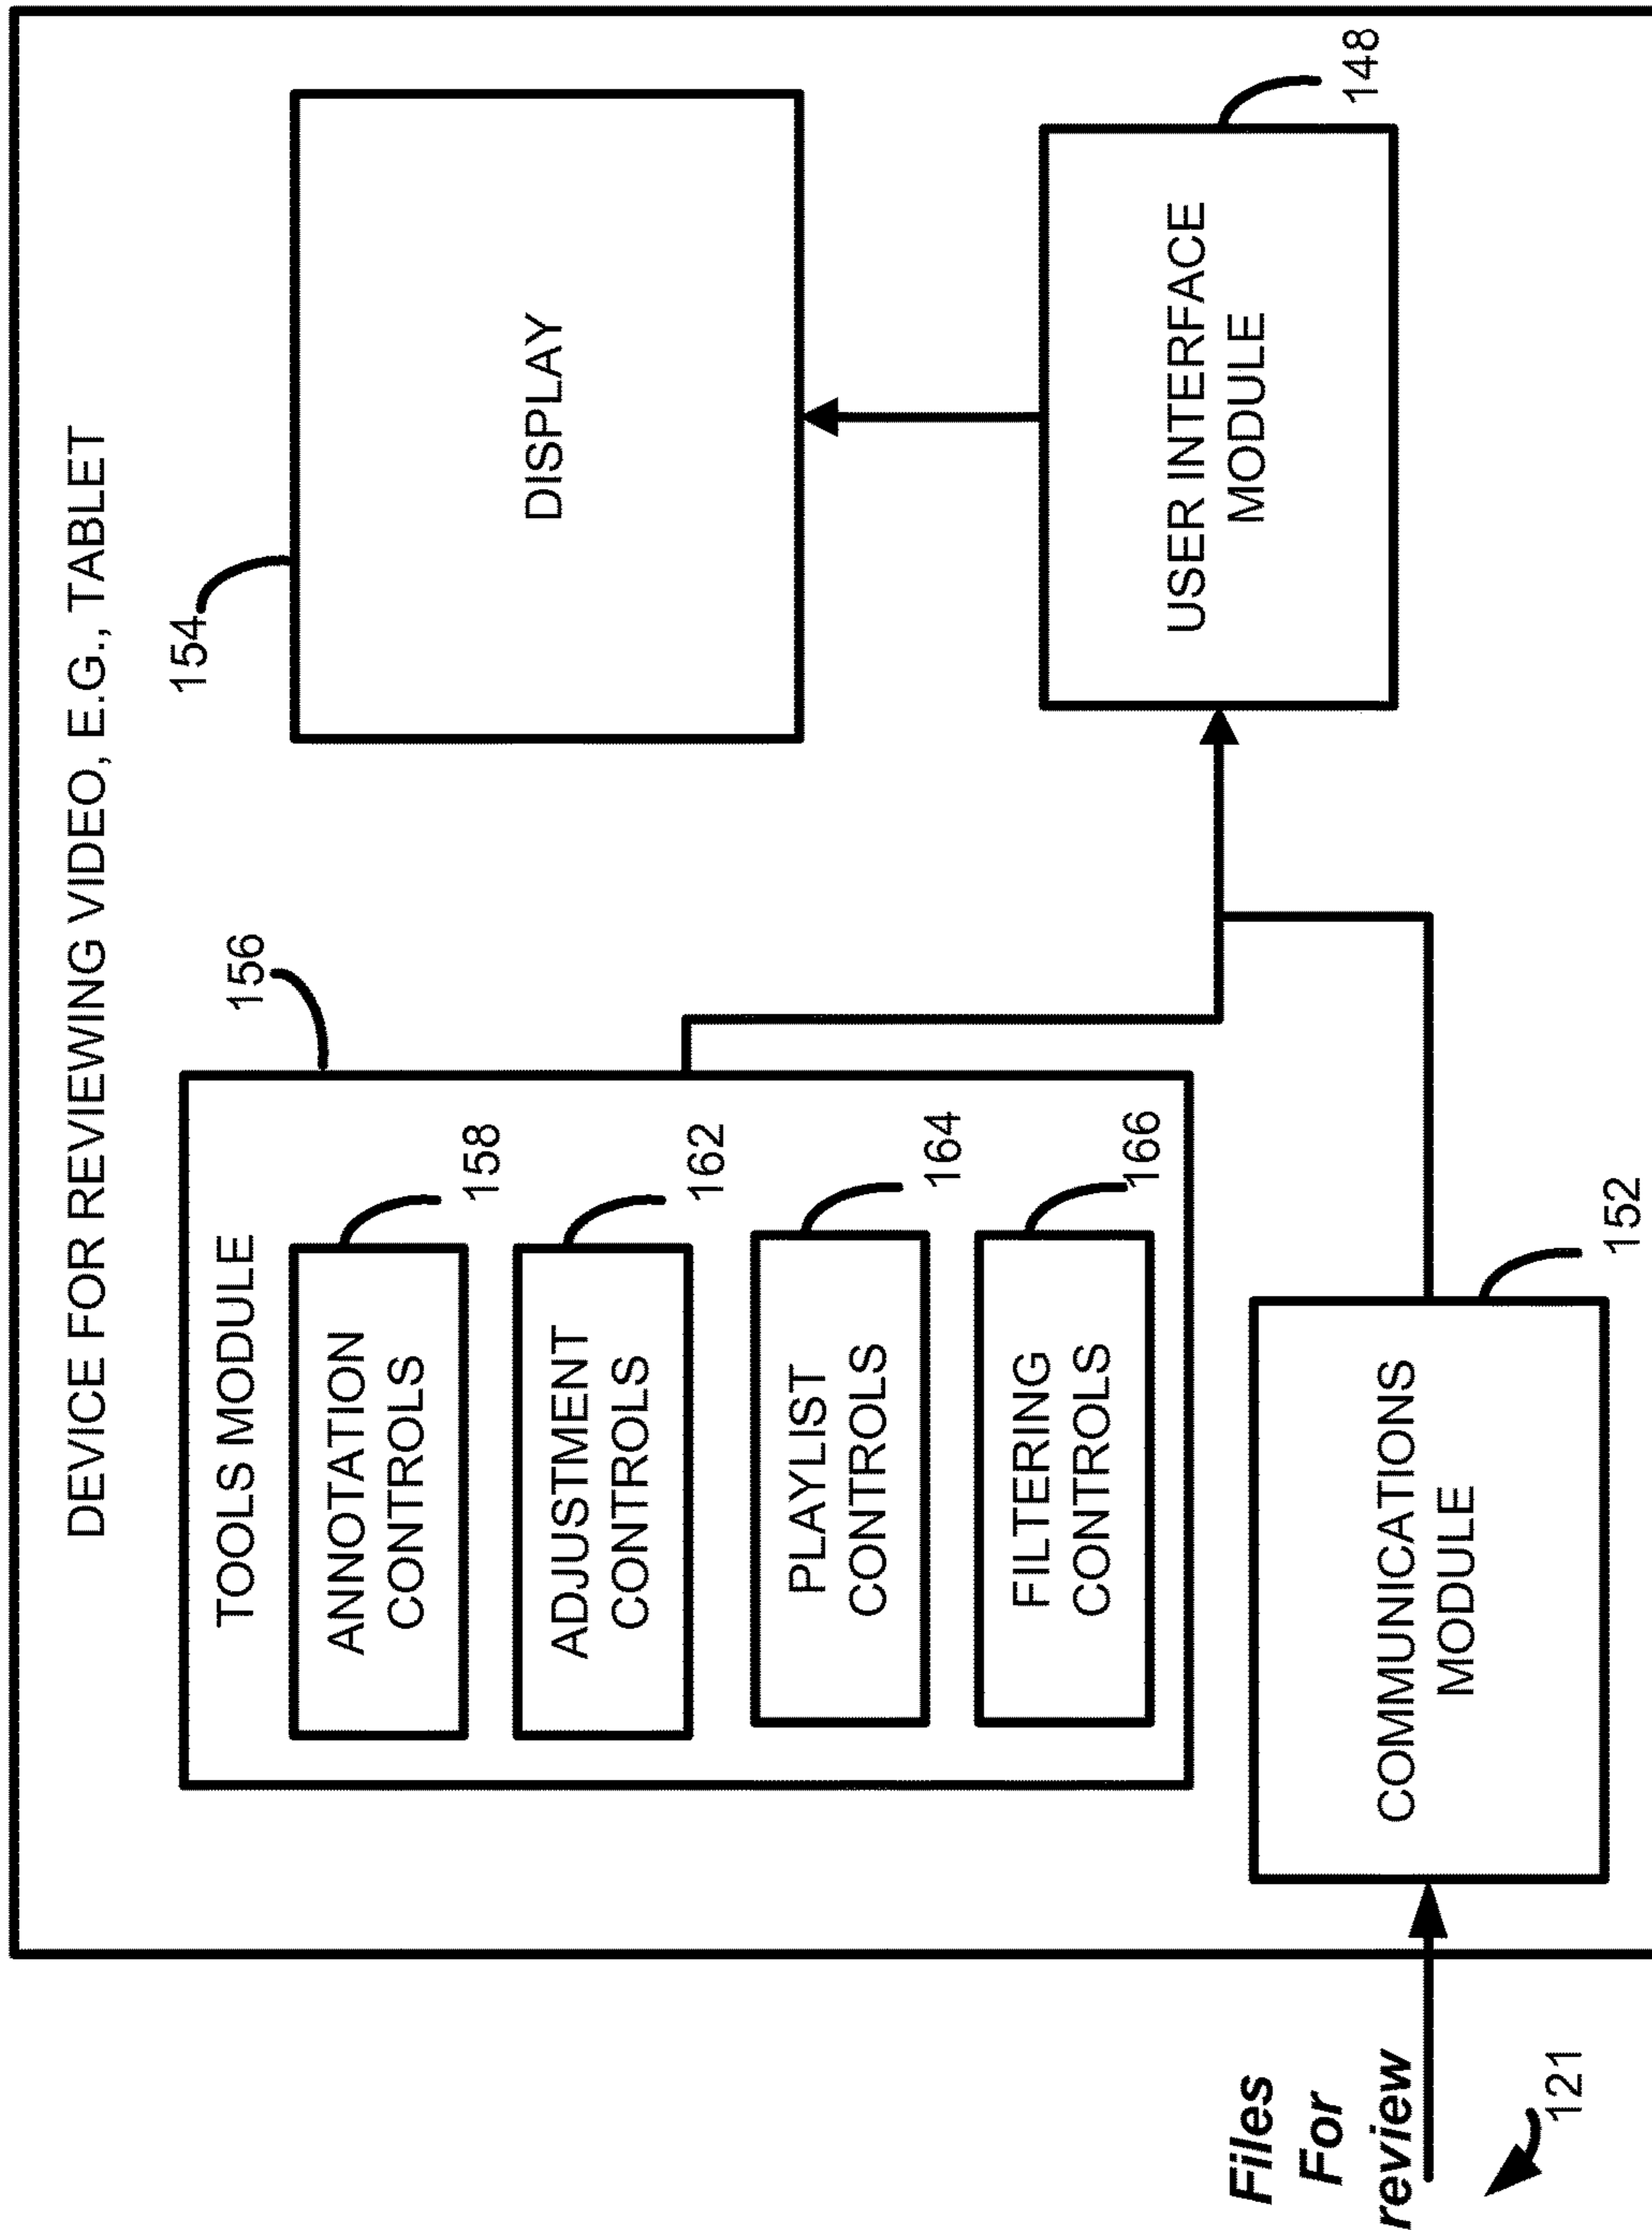 DEVICE FOR REVIEWING VIDEO, E.G., TABLET
154
DISPLAY
156
TOOLS MODULE
ANNOTATION
CONTROLS
158
ADJUSTMENT
CONTROLS
162
PLAYLIST
CONTROLS
164
FILTERING
CONTROLS
166
USER INTERFACE
MODULE
148
COMMUNICATIONS
MODULE
152
Files
For
review
121